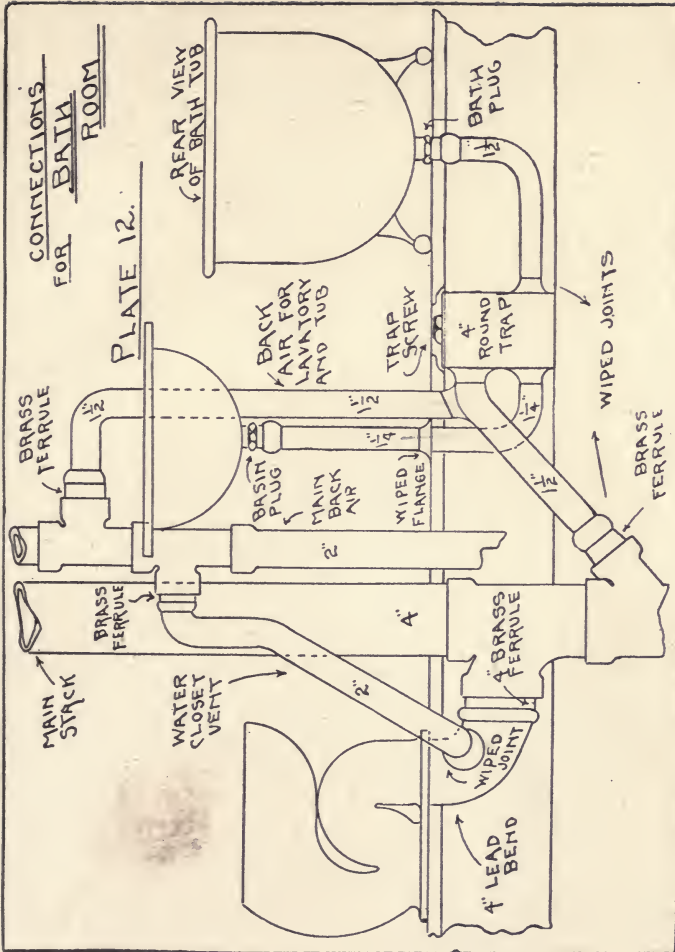 CONNECTIONS
FOR BATH
ROOM
PLATE 12.
REAR VIEW
OF BATH TUB
BATH
PLUG
1½"
BACK
AIR FOR
LAVATORY
AND TUB
TRAP
SCREW
4"
ROUND
TRAP
WIPED JOINTS
BRASS
FERRULE
1½"
1½"
BASIN
PLUG
1¼"
WIPED
FLANGE
1¼"
1½"
BRASS
FERRULE
MAIN
BACK
AIR
2"
MAIN
STACK
BRASS
FERRULE
4"
4" BRASS
FERRULE
WATER
CLOSET
VENT
2"
WIPED
JOINT
4" LEAD
BEND